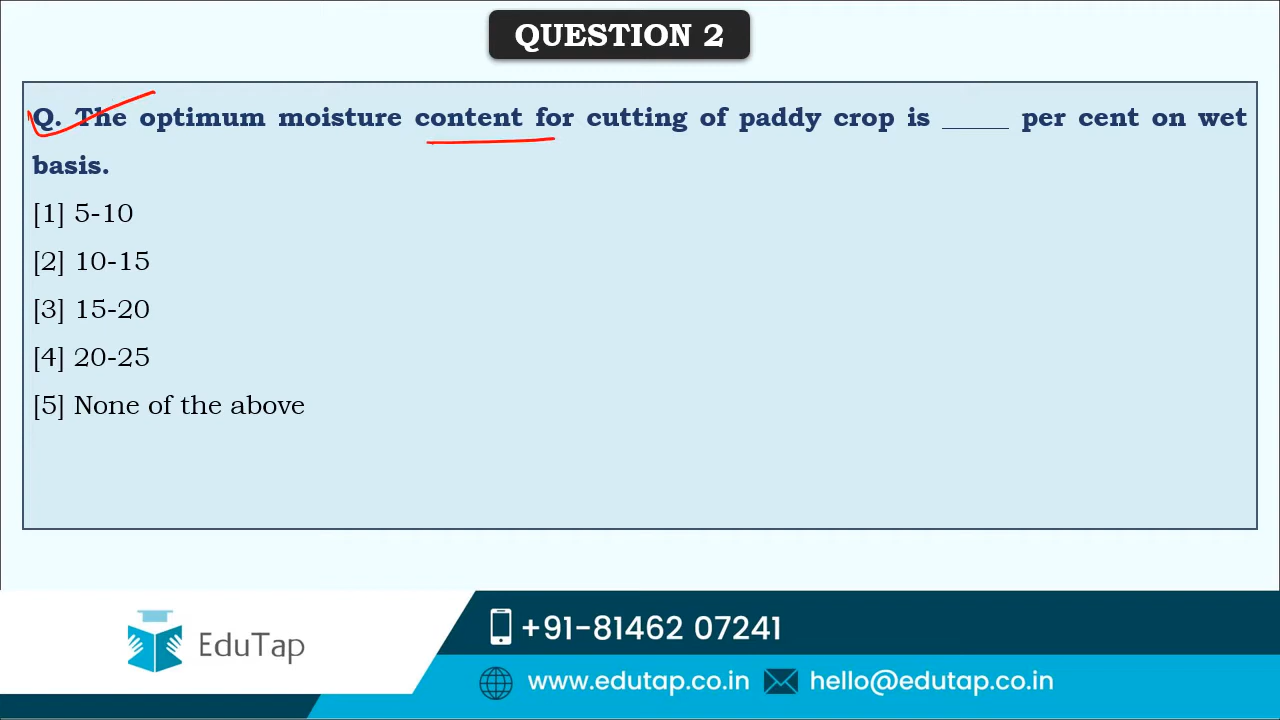 QUESTION 2
Q. The optimum moisture content for cutting of paddy crop is _____ per cent on wet
basis.
[1] 5-10
[2] 10-15
[3] 15-20
[4] 20-25
[5] None of the above
EduTap
+91-81462 07241
www.edutap.co.in
hello@edutap.co.in